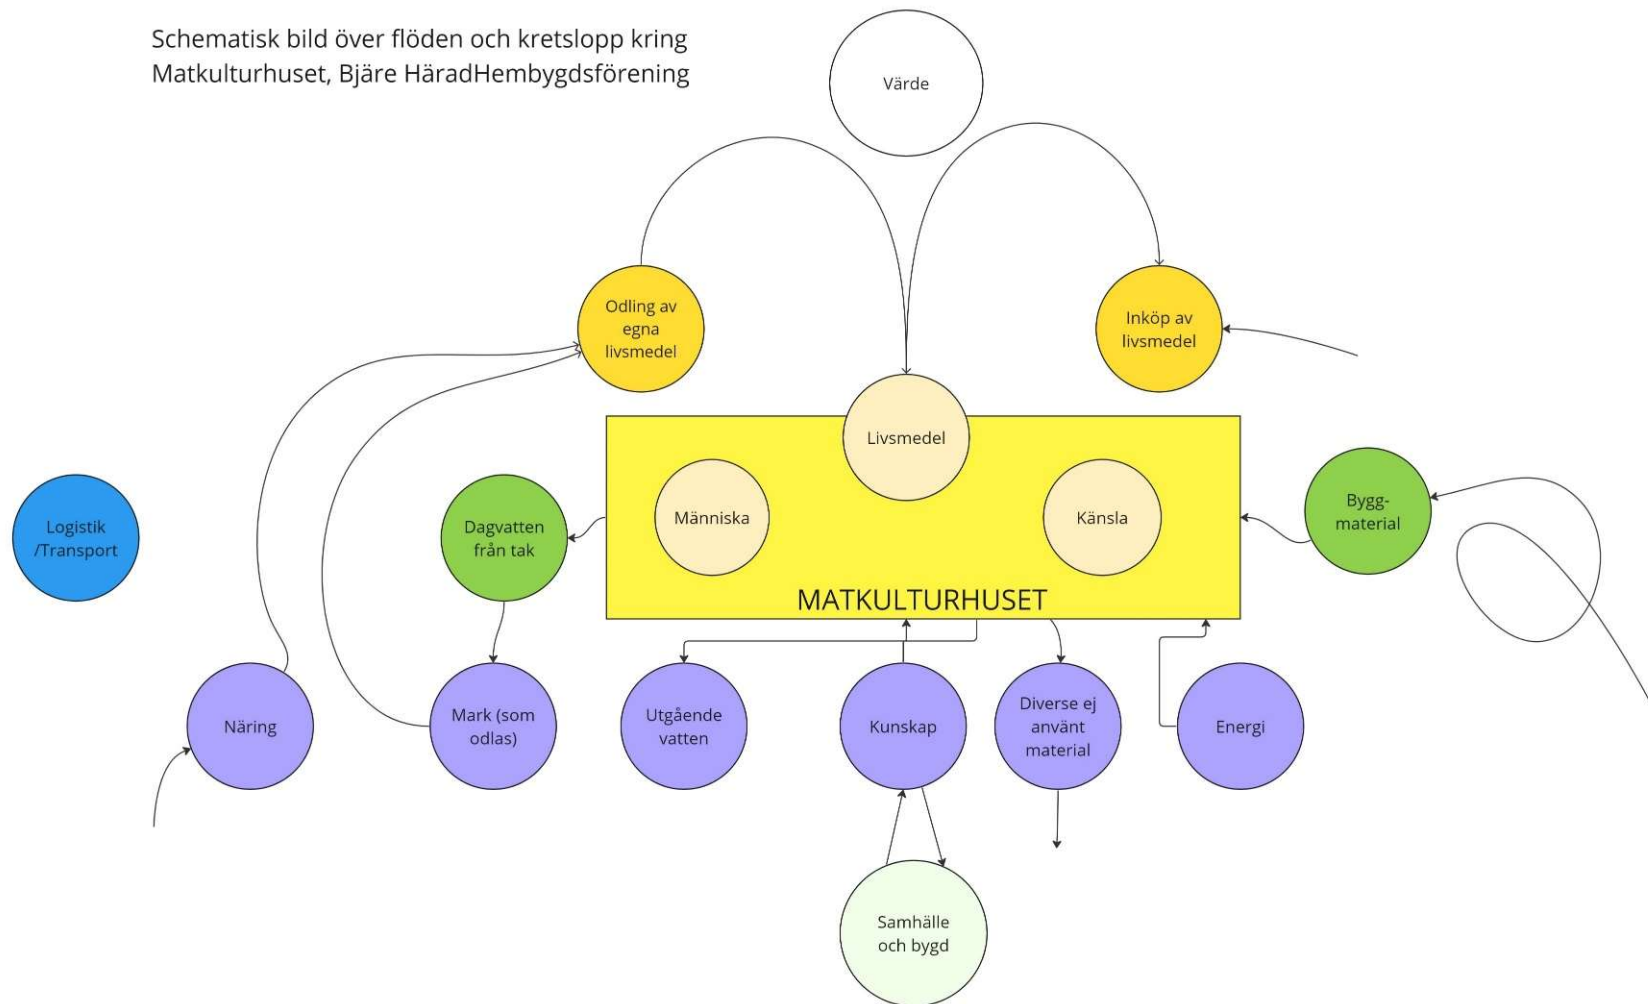 Schematisk bild över flöden och kretslopp kring
Matkulturhuset, Bjäre HäradHembygdsförening
Värde
Odling av
egna
livsmedel
Inköp av
livsmedel
Livsmedel
Människa
Känsla
MATKULTURHUSET
Logistik
/Transport
Dagvatten
från tak
Bygg-
material
Näring
Mark (som
odlas)
Utgående
vatten
Kunskap
Diverse ej
använt
material
Energi
Samhälle
och bygd